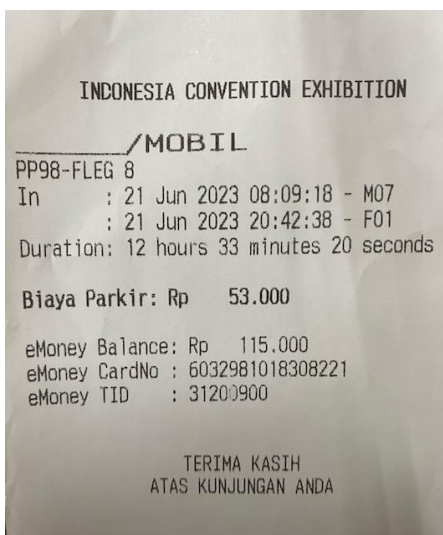 INDONESIA CONVENTION EXHIBITION
______/MOBIL
PP98-FLEG 8
In : 21 Jun 2023 08:09:18 - M07
: 21 Jun 2023 20:42:38 - F01
Duration: 12 hours 33 minutes 20 seconds
Biaya Parkir: Rp 53.000
eMoney Balance: Rp 115.000
eMoney CardNo : 6032981018308221
eMoney TID : 31200900
TERIMA KASIH
ATAS KUNJUNGAN ANDA